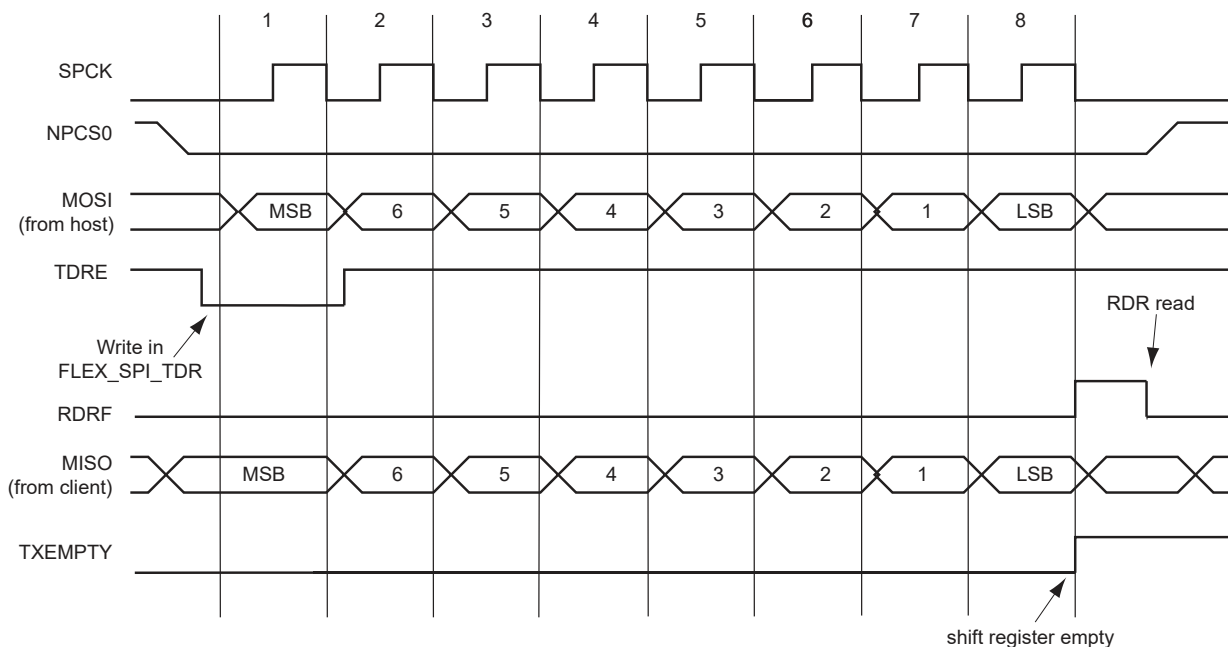 1 2 3 4 5 6 7 8
SPCK
NPCS0
MOSI
(from host)
MSB 6 5 4 3 2 1 LSB
TDRE
RDR read
Write in
FLEX_SPI_TDR
RDRF
MISO
(from client)
MSB 6 5 4 3 2 1 LSB
TXEMPTY
shift register empty